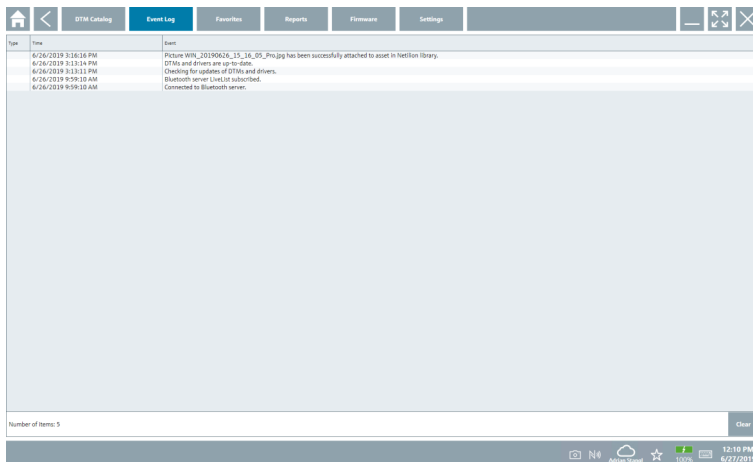 DTM Catalog Event Log Favorites Reports Firmware Settings
Type Time Event
6/26/2019 3:16:16 PM Picture WIN_20190626_15_16_05_Pro.jpg has been successfully attached to asset in Netilion library.
6/26/2019 3:13:14 PM DTMs and drivers are up-to-date.
6/26/2019 3:13:11 PM Checking for updates of DTMs and drivers.
6/26/2019 9:59:10 AM Bluetooth server LiveList subscribed.
6/26/2019 9:59:10 AM Connected to Bluetooth server.
Number of items: 5 Clear
12:10 PM
100% 6/27/201